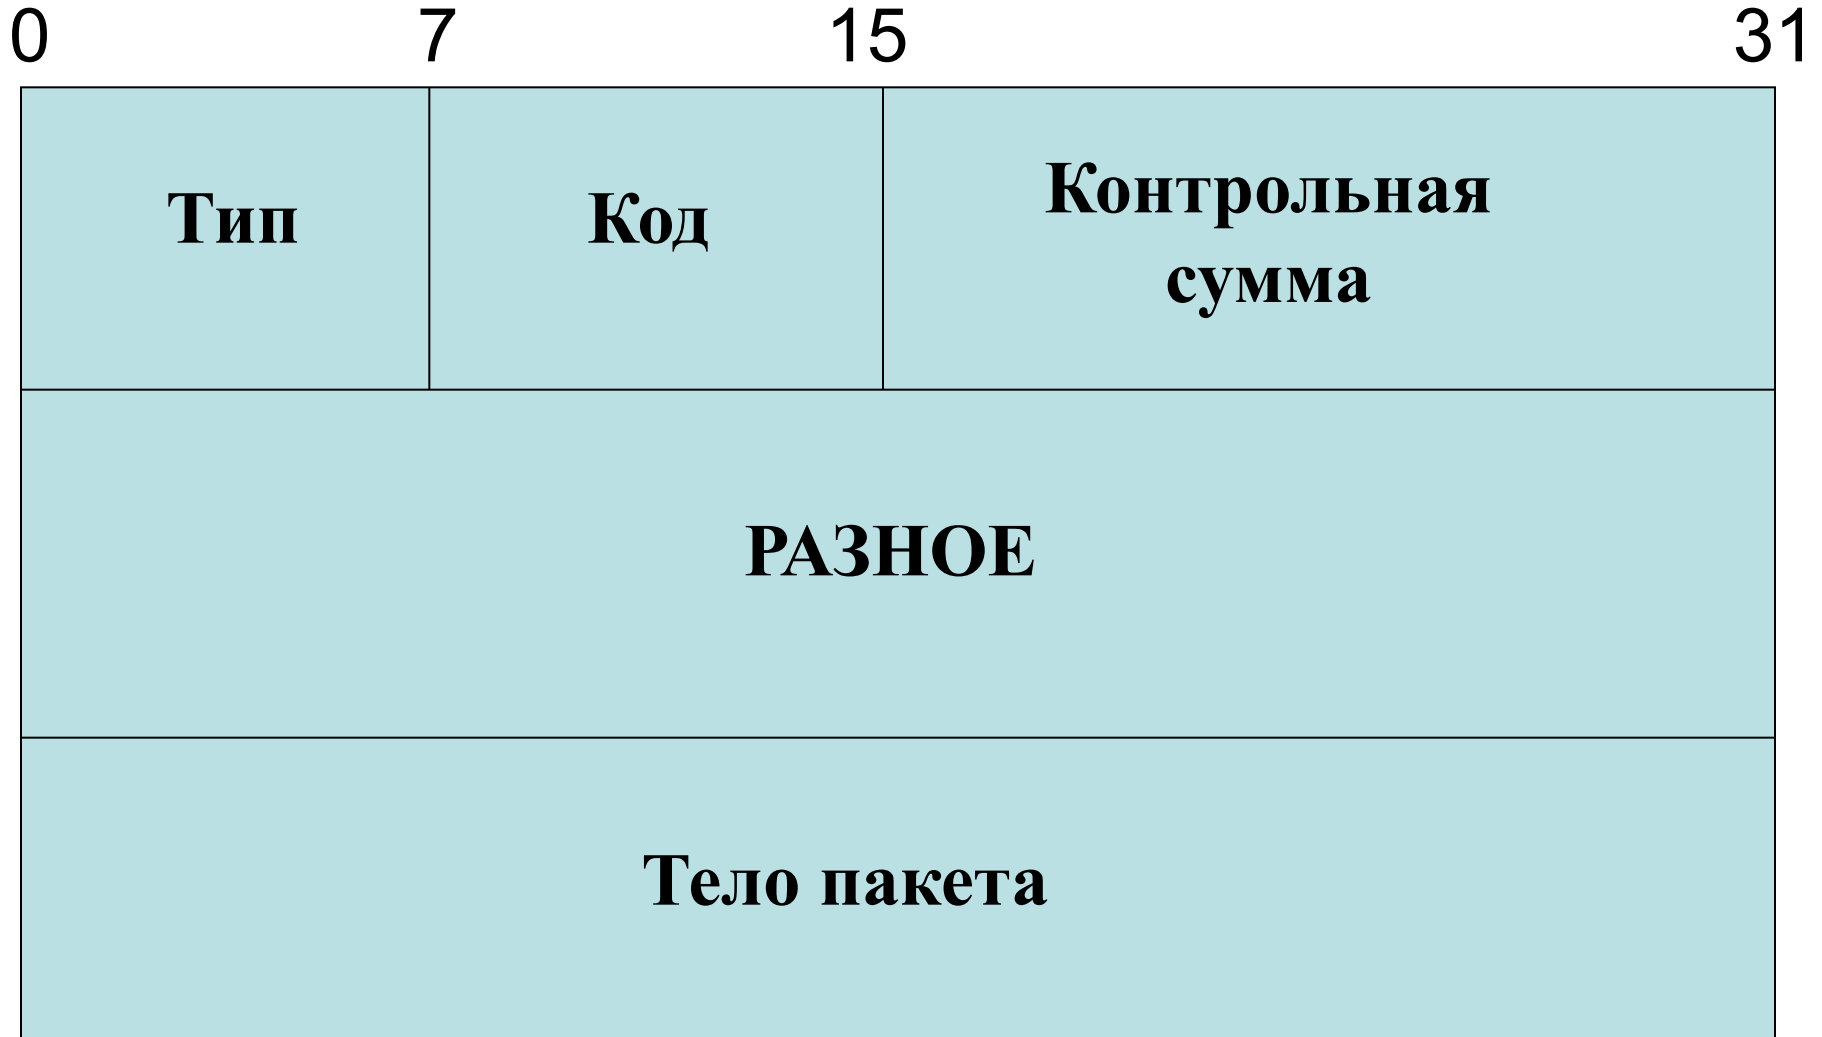 0 7 15 31
Тип Код Контрольная
сумма
РАЗНОЕ
Тело пакета